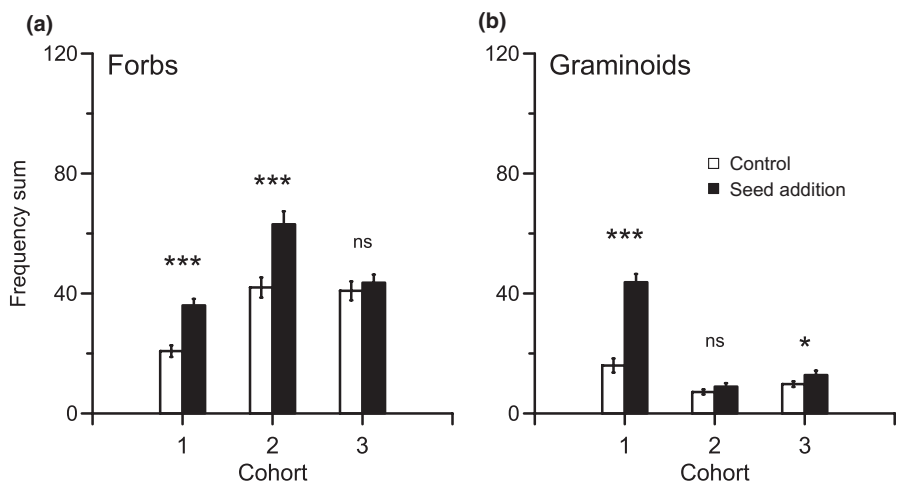 (a)
Forbs
120
80
40
0
Frequency sum
***
***
ns
1 2 3
Cohort
(b)
Graminoids
120
80
40
0
Control
Seed addition
***
ns
*
1 2 3
Cohort